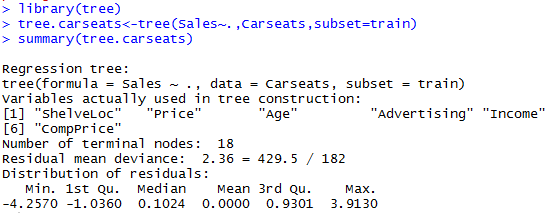 > library(tree)
> tree.carseats<-tree(Sales~.,Carseats,subset=train)
> summary(tree.carseats)
Regression tree:
tree(formula = Sales ~ ., data = Carseats, subset = train)
Variables actually used in tree construction:
[1] "ShelveLoc" "Price" "Age" "Advertising" "Income"
[6] "CompPrice"
Number of terminal nodes: 18
Residual mean deviance: 2.36 = 429.5 / 182
Distribution of residuals:
Min. 1st Qu. Median Mean 3rd Qu. Max.
-4.2570 -1.0360 0.1024 0.0000 0.9301 3.9130